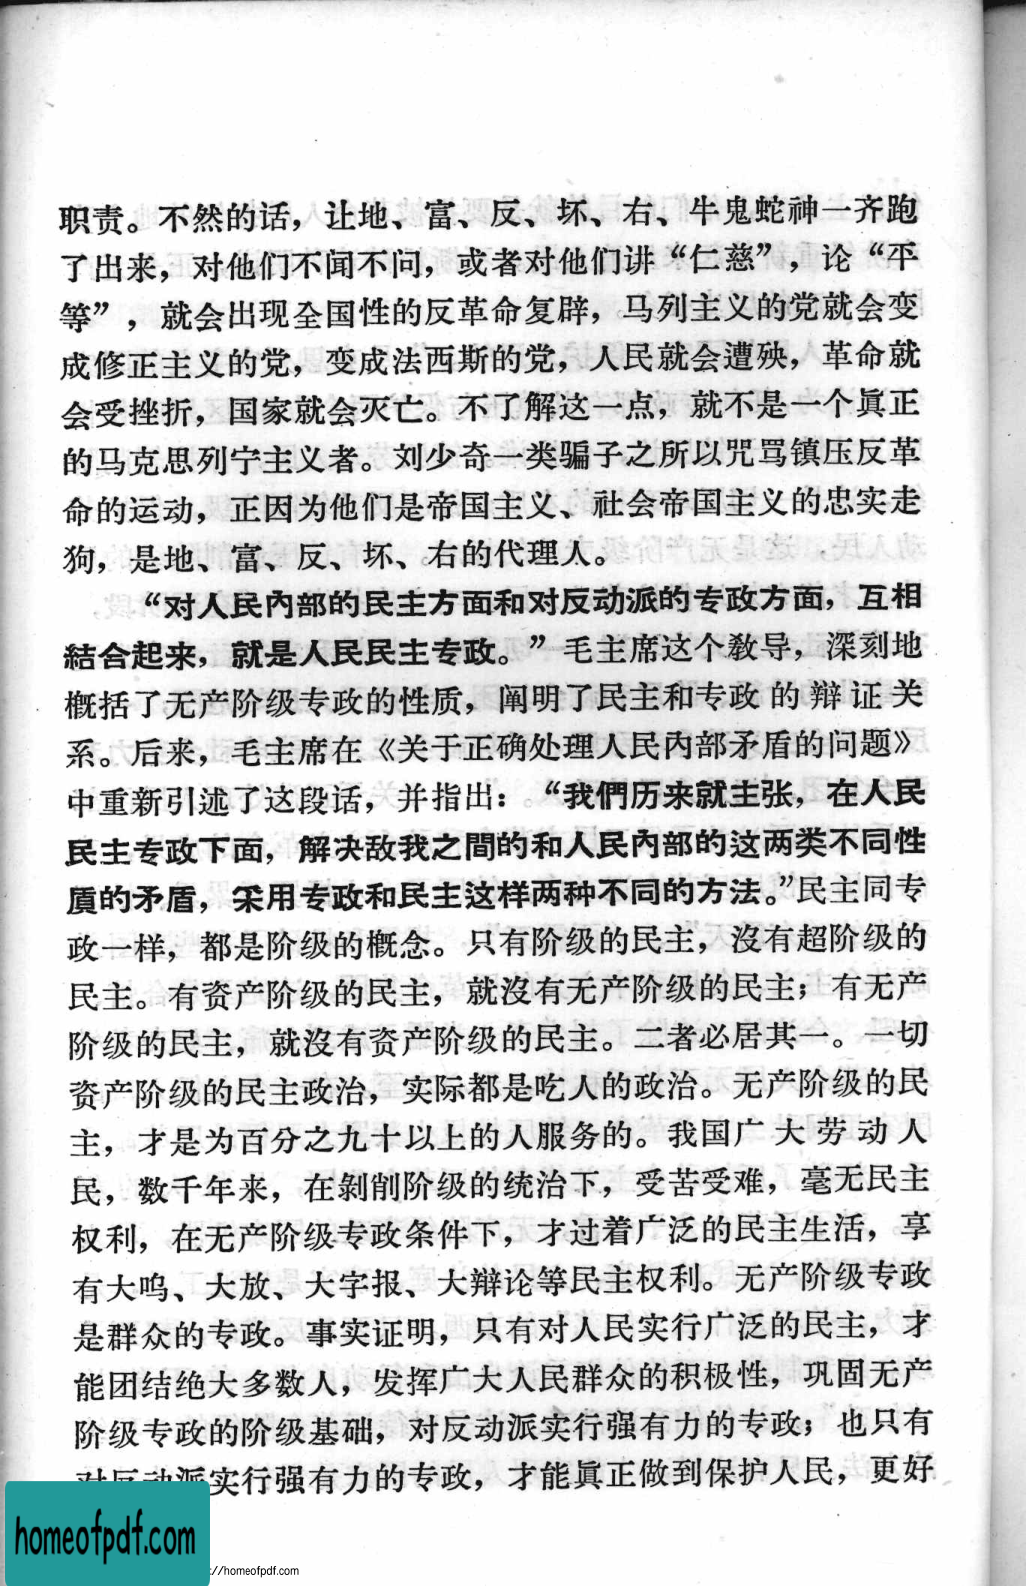 职责。不然的话，让地、富、反、坏、右、牛鬼蛇神一齐跑
了出来，对他们不闻不问，或者对他们讲“仁慈”，论“平
等”，就会出现全国性的反革命复辟，马列主义的党就会变
成修正主义的党，变成法西斯的党，人民就会遭殃，革命就
会受挫折，国家就会灭亡。不了解这一点，就不是一个眞正
的马克思列宁主义者。刘少奇一类骗子之所以咒骂镇压反革
命的运动，正因为他们是帝国主义、社会帝国主义的忠实走
狗，是地、富、反、坏、右的代理人。
“对人民內部的民主方面和对反动派的专政方面，互相
結合起来，就是人民民主专政。”毛主席这个教导，深刻地
槪括了无产阶级专政的性质，阐明了民主和专政的辩证关
系。后来，毛主席在《关于正确处理人民內部矛盾的问题》
中重新引述了这段话，并指出：“我們历来就主张，在人民
民主专政下面，解决敌我之間的和人民內部的这两类不同性
質的矛盾，采用专政和民主这样两种不同的方法。”民主同专
政一样，都是阶级的槪念。只有阶级的民主，沒有超阶级的
民主。有资产阶级的民主，就沒有无产阶级的民主；有无产
阶级的民主，就沒有资产阶级的民主。二者必居其一。一切
资产阶级的民主政治，实际都是吃人的政治。无产阶级的民
主，才是为百分之九十以上的人服务的。我国广大劳动人
民，数千年来，在剝削阶级的统治下，受苦受难，毫无民主
权利，在无产阶级专政条件下，才过着广泛的民主生活，享
有大鸣、大放、大字报、大辩论等民主权利。无产阶级专政
是群众的专政。事实证明，只有对人民实行广泛的民主，才
能团结绝大多数人，发挥广大人民群众的积极性，巩固无产
阶级专政的阶级基础，对反动派实行强有力的专政；也只有
对反动派实行强有力的专政，才能眞正做到保护人民，更好
homeofpdf.com
://homeofpdf.com